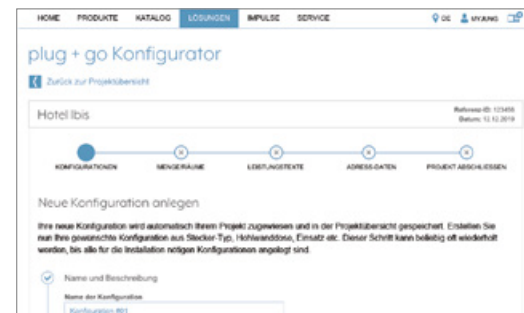 HOME PRODUKTE KATALOG LÖSUNGEN IMPULSE SERVICE DE MYJUNG
plug + go Konfigurator
Zurück zur Projektübersicht
Hotel Ibis
Referenz-ID: 123456
Datum: 12.12.2019
KONFIGURATIONEN MENGE/RÄUME LEISTUNGSTEXTE ADRESS-DATEN PROJEKT ABSCHLIESSEN
Neue Konfiguration anlegen
Ihre neue Konfiguration wird automatisch Ihrem Projekt zugewiesen und in der Projektübersicht gespeichert. Erstellen Sie
nun Ihre gewünschte Konfiguration aus Stecker-Typ, Hohlwanddose, Einsatz etc. Dieser Schritt kann beliebig oft wiederholt
werden, bis alle für die Installation nötigen Konfigurationen angelegt sind.
Name und Beschreibung
Name der Konfiguration
Konfiguration 001